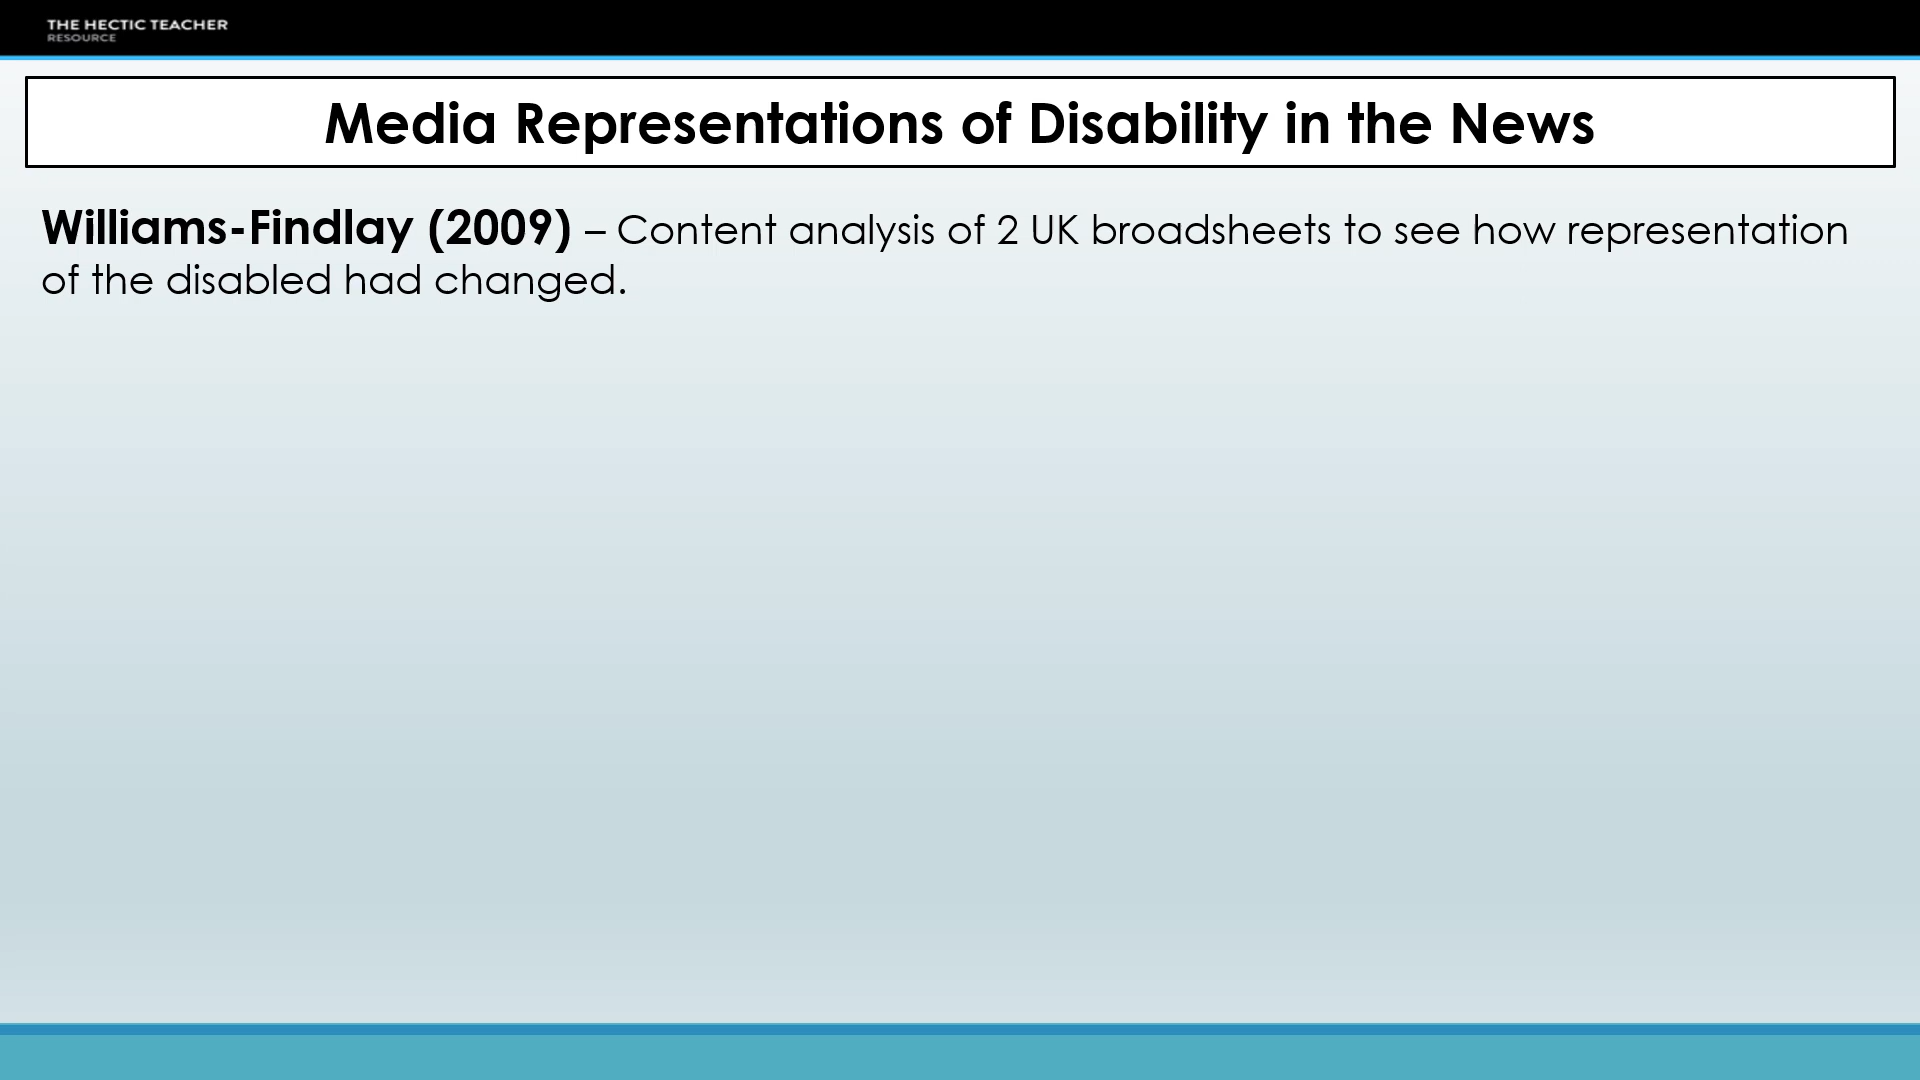 THE HECTIC TEACHER
RESOURCE
Media Representations of Disability in the News
Williams-Findlay (2009) – Content analysis of 2 UK broadsheets to see how representation
of the disabled had changed.